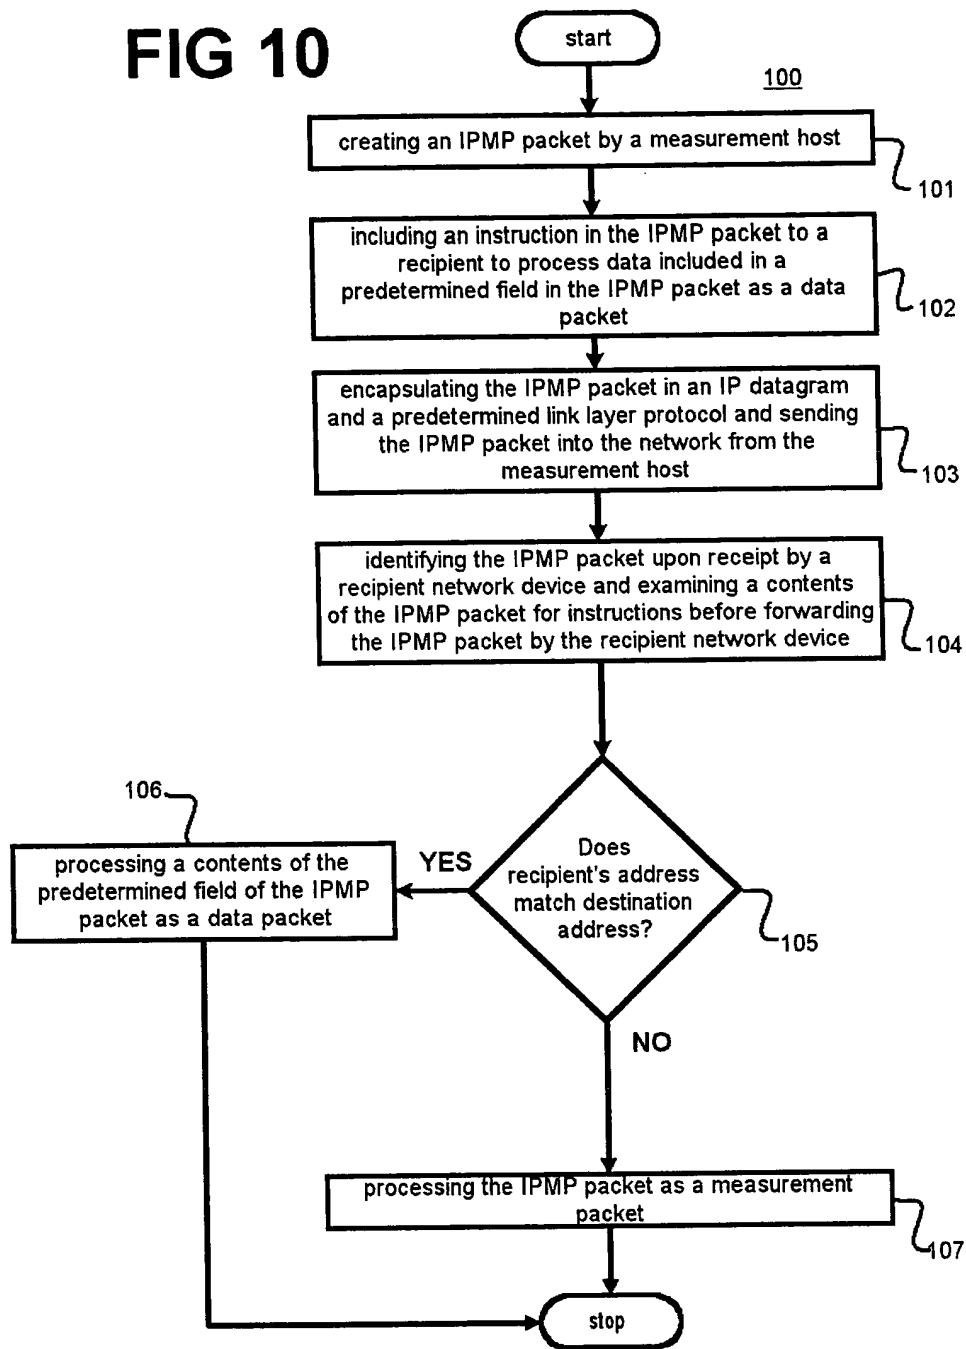 FIG 10
start
100
creating an IPMP packet by a measurement host
101
including an instruction in the IPMP packet to a
recipient to process data included in a
predetermined field in the IPMP packet as a data
packet
102
encapsulating the IPMP packet in an IP datagram
and a predetermined link layer protocol and sending
the IPMP packet into the network from the
measurement host
103
identifying the IPMP packet upon receipt by a
recipient network device and examining a contents
of the IPMP packet for instructions before forwarding
the IPMP packet by the recipient network device
104
Does
recipient's address
match destination
address?
105
YES
106
processing a contents of the
predetermined field of the IPMP
packet as a data packet
NO
processing the IPMP packet as a measurement
packet
107
stop